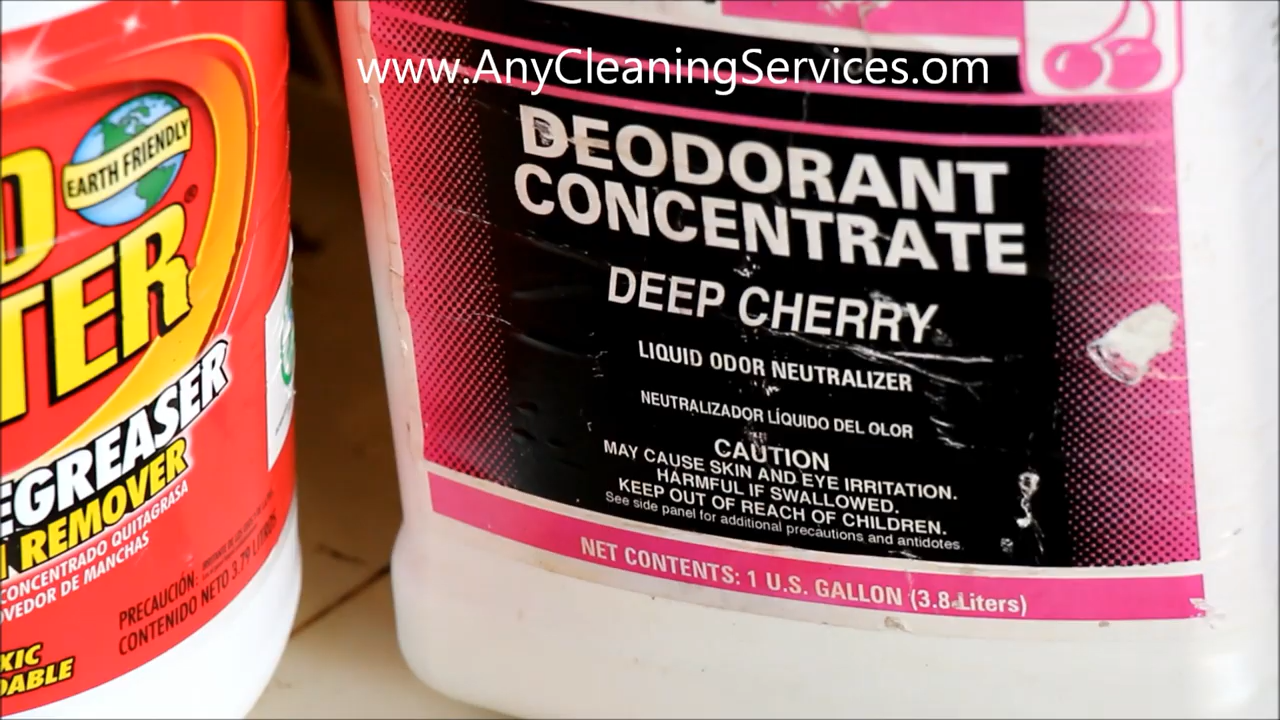 www.AnyCleaningServices.om
EARTH FRIENDLY
TER®
EGREASER
REMOVER
CONCENTRADO QUITAGRASA
OVEDOR DE MANCHAS
PRECAUCIÓN:
CONTENIDO NETO 3.79 LITROS
XIC
DABLE
DEODORANT
CONCENTRATE
DEEP CHERRY
LIQUID ODOR NEUTRALIZER
NEUTRALIZADOR LÍQUIDO DEL OLOR
CAUTION
MAY CAUSE SKIN AND EYE IRRITATION.
HARMFUL IF SWALLOWED.
KEEP OUT OF REACH OF CHILDREN.
See side panel for additional precautions and antidotes.
NET CONTENTS: 1 U.S. GALLON (3.8 Liters)